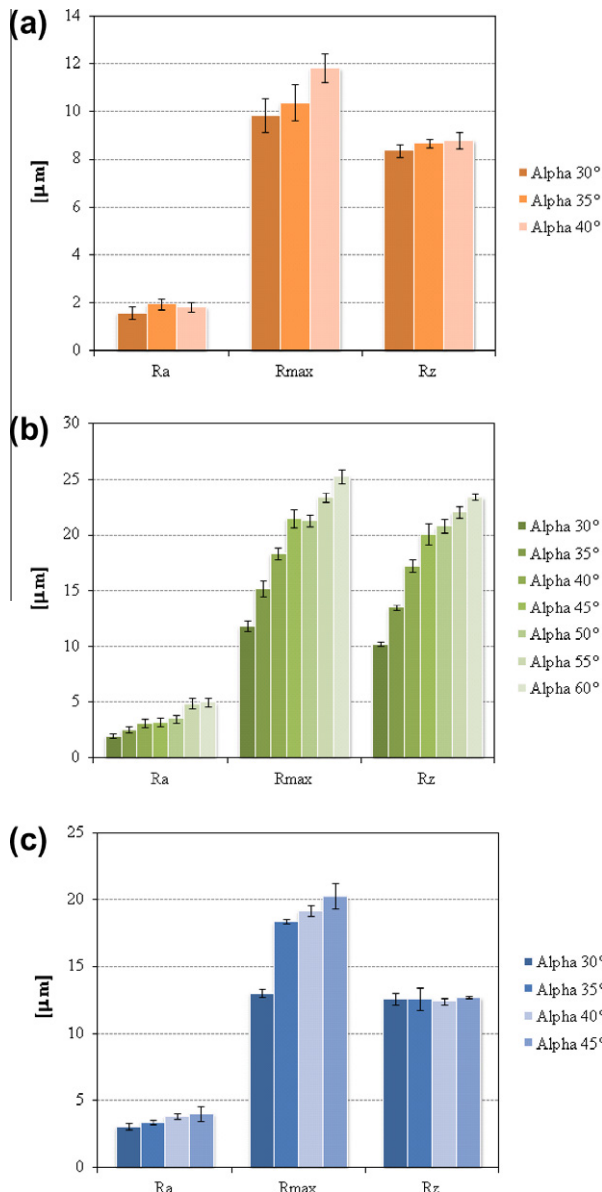 (a)
14
12
10
8
6
4
2
0
[µm]
Ra Rmax Rz
Alpha 30°
Alpha 35°
Alpha 40°
(b)
30
25
20
15
10
5
0
[µm]
Ra Rmax Rz
Alpha 30°
Alpha 35°
Alpha 40°
Alpha 45°
Alpha 50°
Alpha 55°
Alpha 60°
(c)
25
20
15
10
5
0
[µm]
Ra Rmax Rz
Alpha 30°
Alpha 35°
Alpha 40°
Alpha 45°